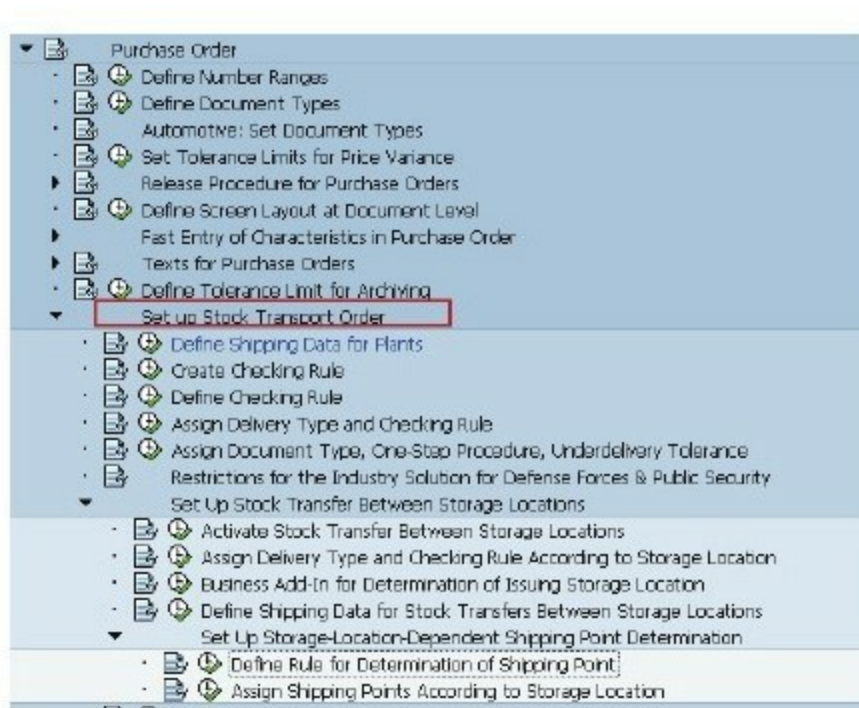 Purchase Order
Define Number Ranges
Define Document Types
Automotive: Set Document Types
Set Tolerance Limits for Price Variance
Release Procedure for Purchase Orders
Define Screen Layout at Document Level
Fast Entry of Characteristics in Purchase Order
Texts for Purchase Orders
Define Tolerance Limit for Archiving
Set up Stock Transport Order
Define Shipping Data for Plants
Create Checking Rule
Define Checking Rule
Assign Delivery Type and Checking Rule
Assign Document Type, One-Step Procedure, Underdelivery Tolerance
Restrictions for the Industry Solution for Defense Forces & Public Security
Set Up Stock Transfer Between Storage Locations
Activate Stock Transfer Between Storage Locations
Assign Delivery Type and Checking Rule According to Storage Location
Business Add-In for Determination of Issuing Storage Location
Define Shipping Data for Stock Transfers Between Storage Locations
Set Up Storage-Location-Dependent Shipping Point Determination
Define Rule for Determination of Shipping Point
Assign Shipping Points According to Storage Location